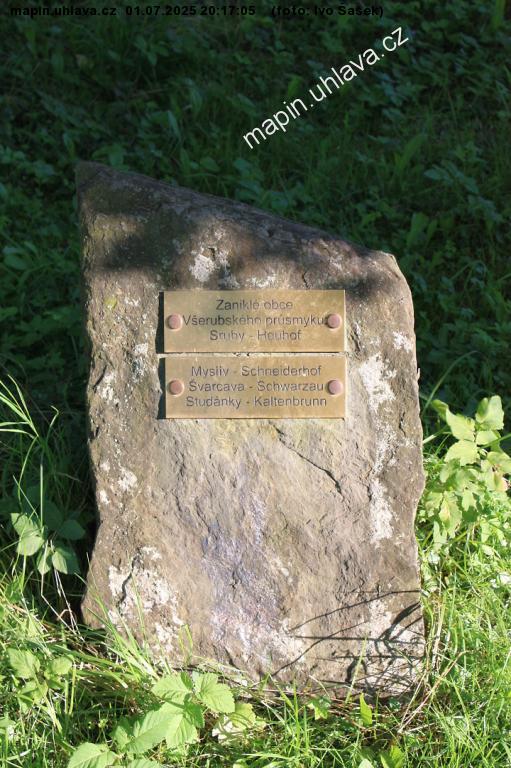 mapin.uhlava.cz 01.07.2025 20:17:05 (foto: Ivo Sašek)
mapin.uhlava.cz
Zaniklé obce
Všerubského průsmyku
Sruby - Heuhof
Myslív - Schneiderhof
Švarcava - Schwarzau
Studánky - Kaltenbrunn